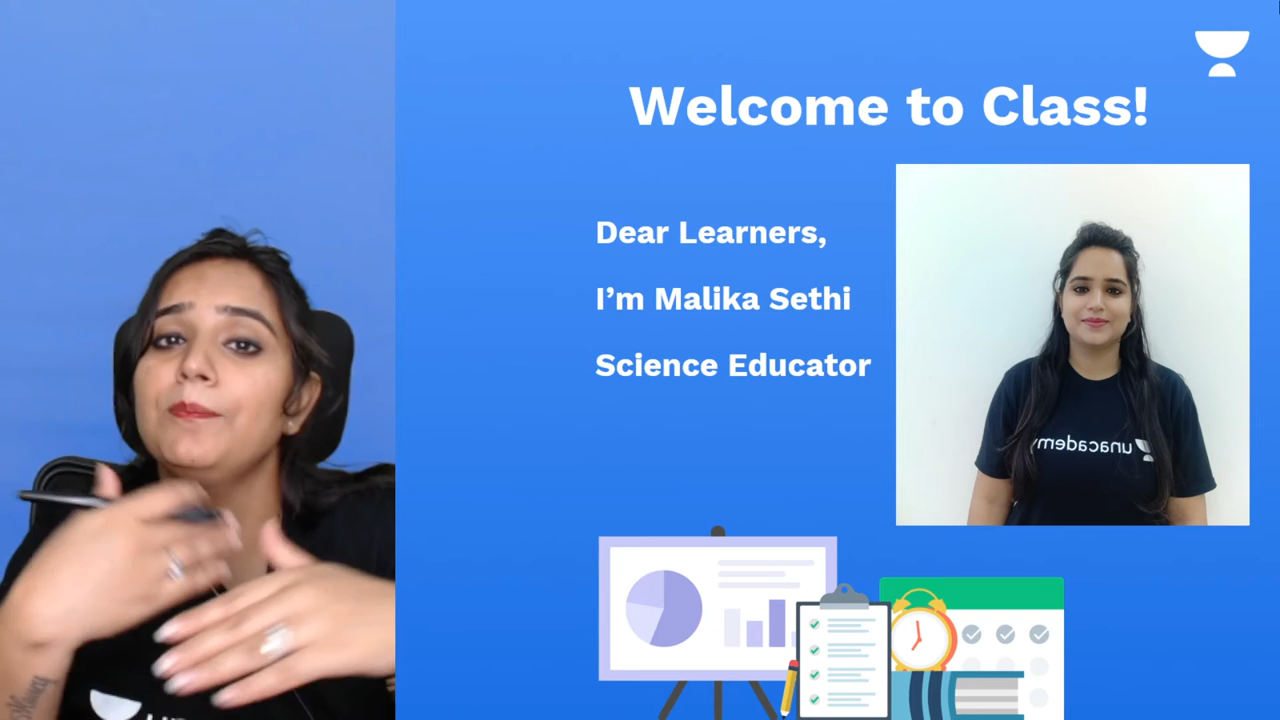 Welcome to Class!
Dear Learners,
I’m Malika Sethi
Science Educator
unacademy